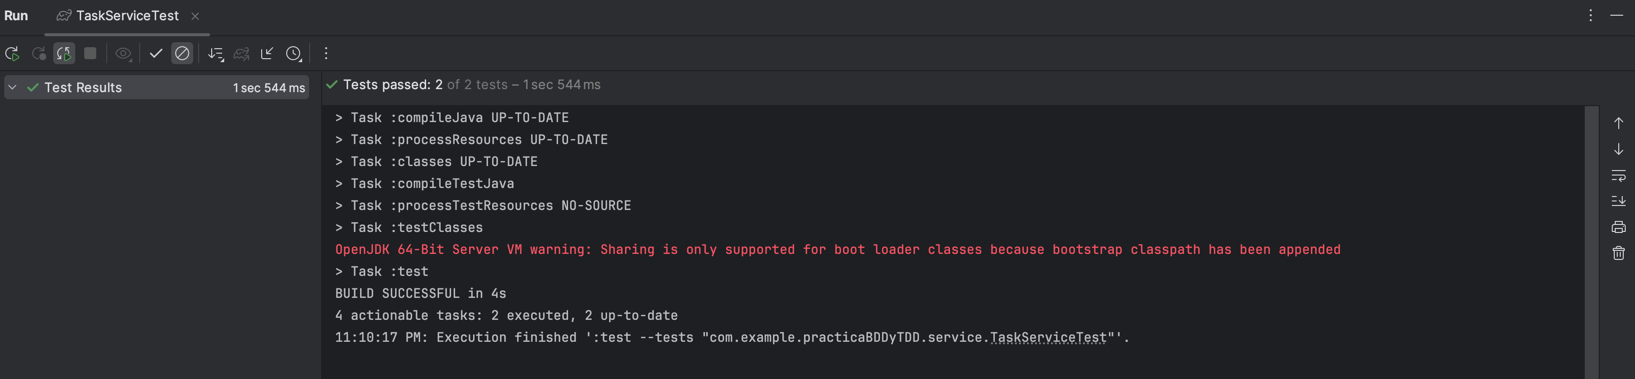 Run
TaskServiceTest
Test Results 1 sec 544 ms
Tests passed: 2 of 2 tests – 1 sec 544 ms
> Task :compileJava UP-TO-DATE
> Task :processResources UP-TO-DATE
> Task :classes UP-TO-DATE
> Task :compileTestJava
> Task :processTestResources NO-SOURCE
> Task :testClasses
OpenJDK 64-Bit Server VM warning: Sharing is only supported for boot loader classes because bootstrap classpath has been appended
> Task :test
BUILD SUCCESSFUL in 4s
4 actionable tasks: 2 executed, 2 up-to-date
11:10:17 PM: Execution finished ':test --tests "com.example.practicaBDDyTDD.service.TaskServiceTest"'.